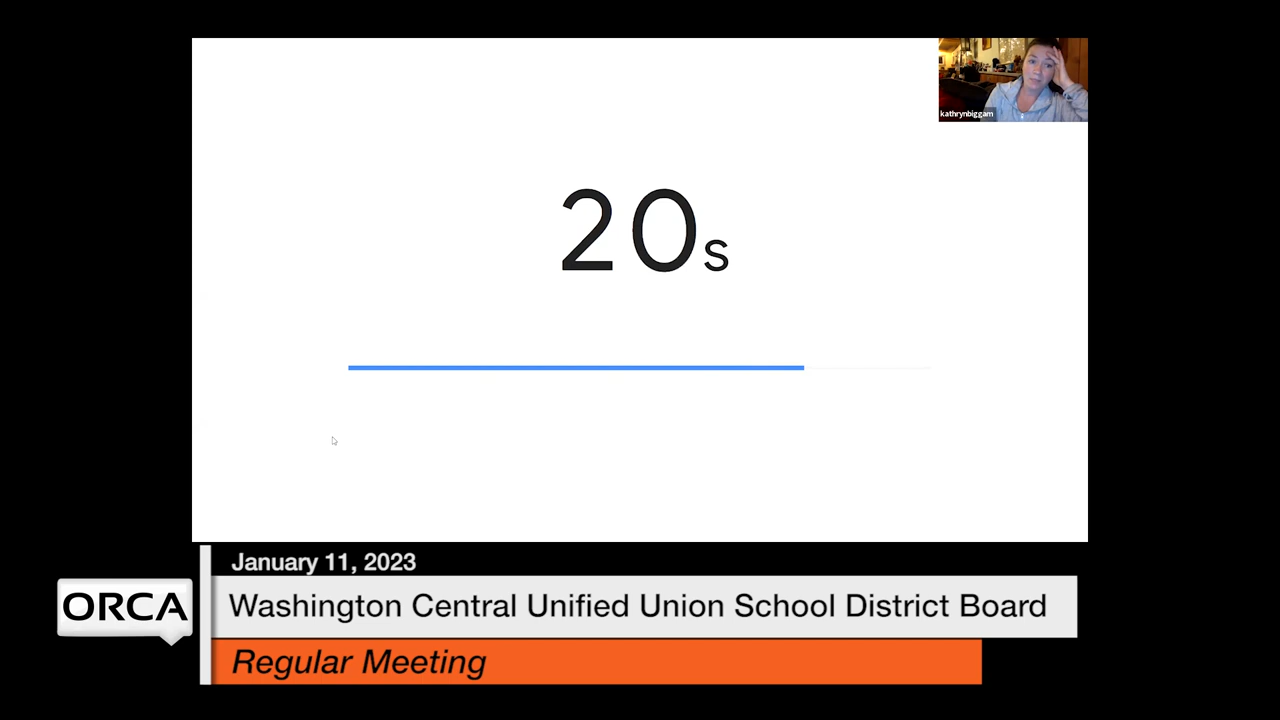 kathrynbiggam
20s
January 11, 2023
ORCA
Washington Central Unified Union School District Board
Regular Meeting